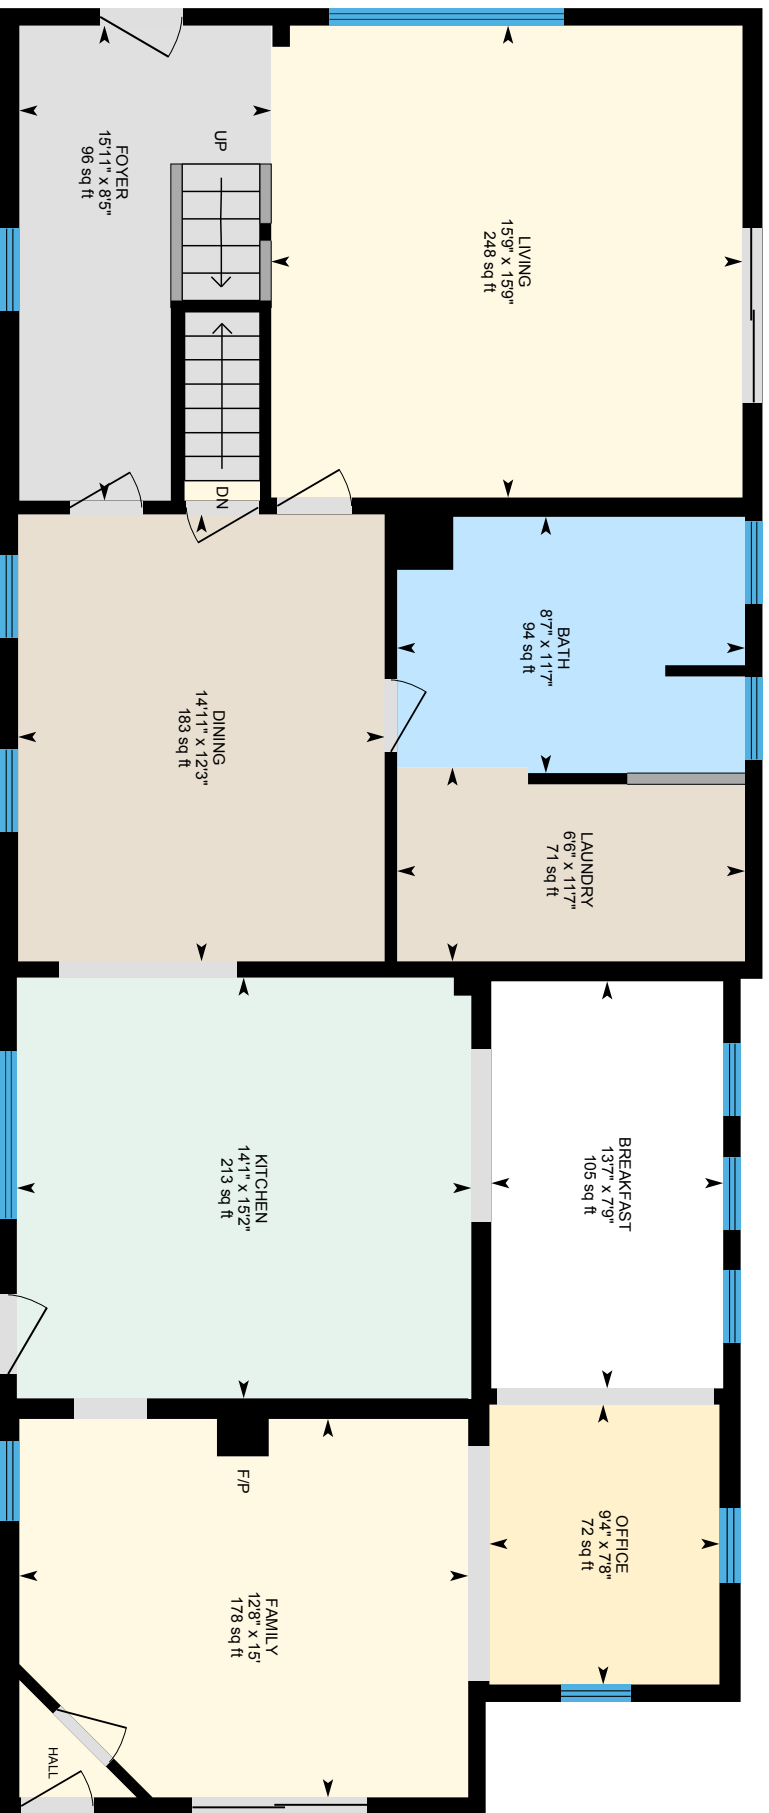 UP
FOYER
15'11" x 8'5"
96 sq ft
LIVING
15'9" x 15'9"
248 sq ft
DN
BATH
8'7" x 11'7"
94 sq ft
DINING
14'11" x 12'3"
183 sq ft
LAUNDRY
6'6" x 11'7"
71 sq ft
KITCHEN
14'1" x 15'2"
213 sq ft
BREAKFAST
13'7" x 7'9"
105 sq ft
F/P
OFFICE
9'4" x 7'8"
72 sq ft
FAMILY
12'8" x 15'
178 sq ft
HALL